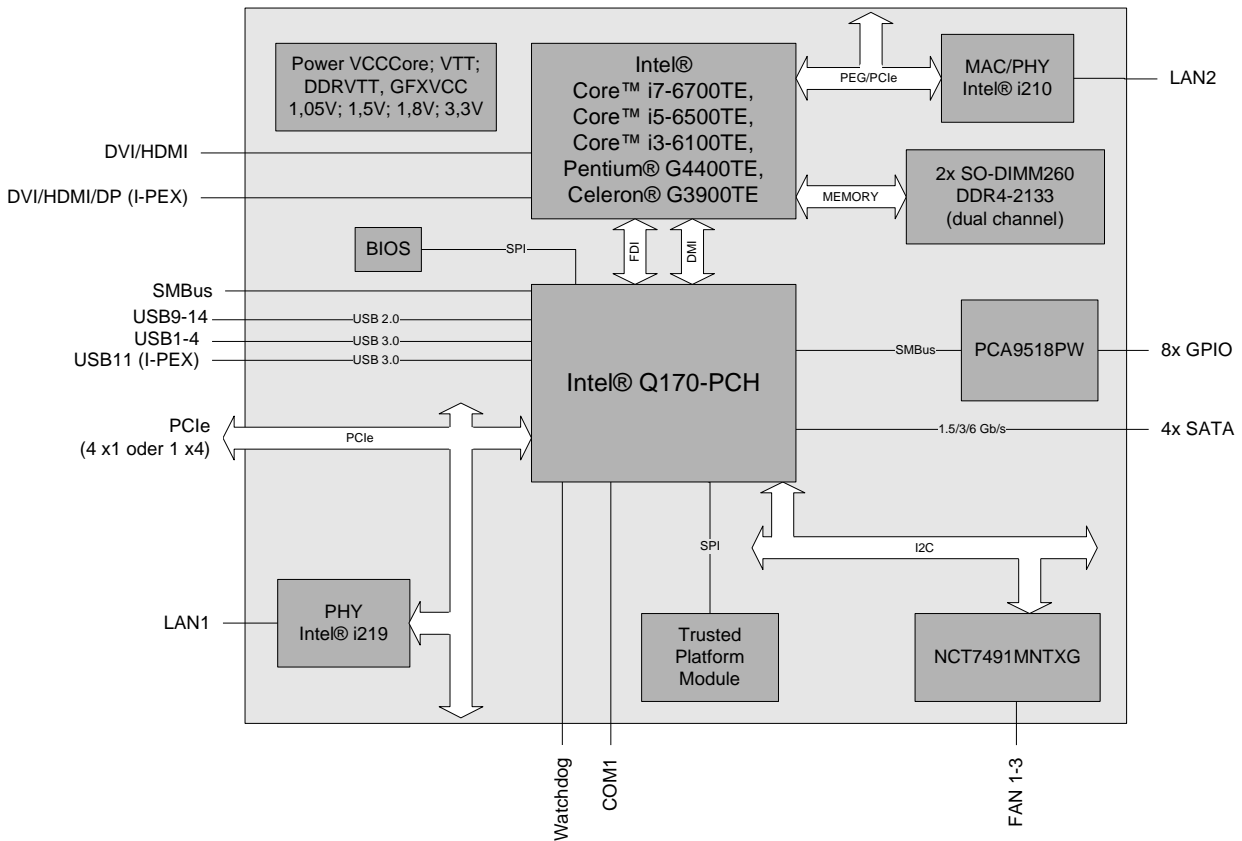 Power VCCCore; VTT;
DDRVTT, GFXVCC
1,05V; 1,5V; 1,8V; 3,3V
Intel®
Core™ i7-6700TE,
Core™ i5-6500TE,
Core™ i3-6100TE,
Pentium® G4400TE,
Celeron® G3900TE
PEG/PCIe
MAC/PHY
Intel® i210
LAN2
DVI/HDMI
DVI/HDMI/DP (I-PEX)
MEMORY
2x SO-DIMM260
DDR4-2133
(dual channel)
BIOS
SPI
FDI
DMI
SMBus
USB9-14
USB 2.0
USB1-4
USB 3.0
USB11 (I-PEX)
USB 3.0
Intel® Q170-PCH
SMBus
PCA9518PW
8x GPIO
PCIe
(4 x1 oder 1 x4)
PCIe
1.5/3/6 Gb/s
4x SATA
SPI
I2C
LAN1
PHY
Intel® i219
Trusted
Platform
Module
NCT7491MNTXG
Watchdog
COM1
FAN 1-3